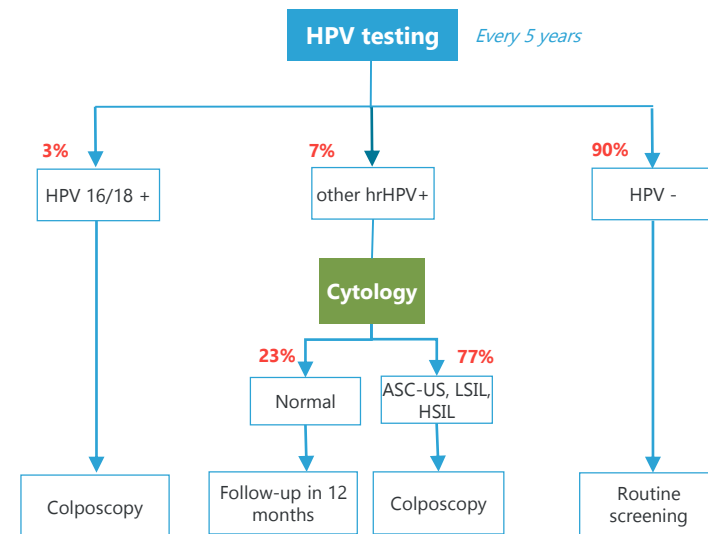 HPV testing
Every 5 years
3%
7%
90%
HPV 16/18 +
other hrHPV+
HPV -
Cytology
23%
77%
Normal
ASC-US, LSIL,
HSIL
Colposcopy
Follow-up in 12
months
Colposcopy
Routine
screening